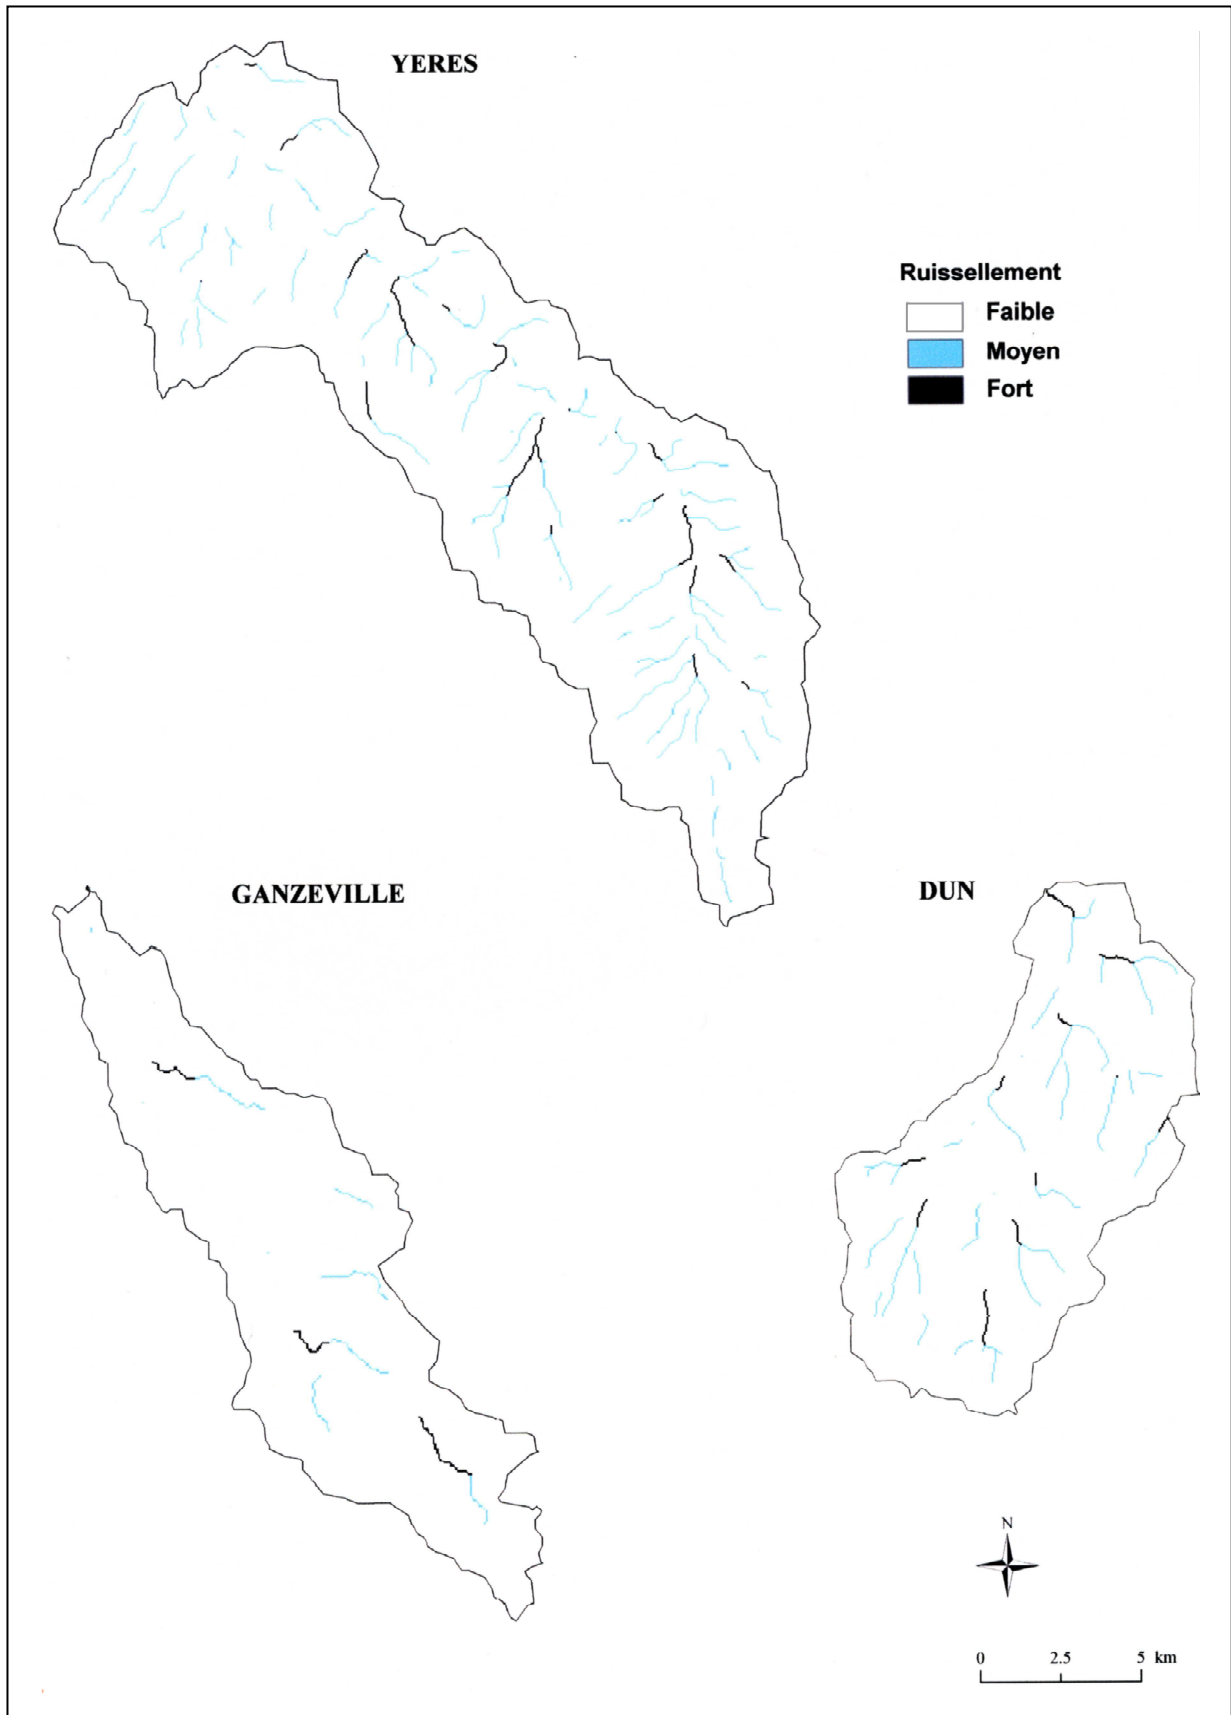 YERES
Ruissellement
Faible
Moyen
Fort
GANZEVILLE
DUN
N
0 2.5 5 km